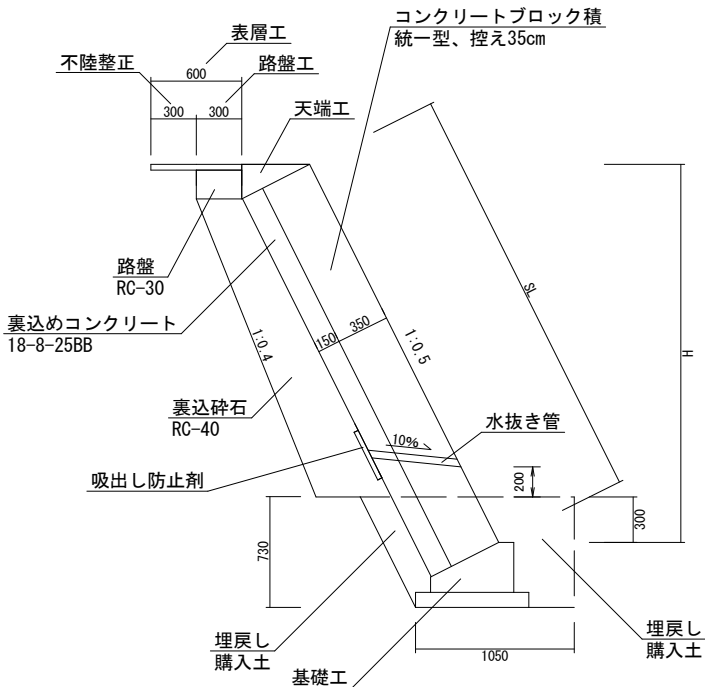 コンクリートブロック積
統一型、控え35cm
表層工
不陸整正
路盤工
600
300
300
天端工
路盤
RC-30
裏込めコンクリート
18-8-25BB
SL
H
1:0.4
150
350
1:0.5
裏込砕石
RC-40
10%
水抜き管
吸出し防止剤
200
300
730
埋戻し
購入土
1050
埋戻し
購入土
基礎工